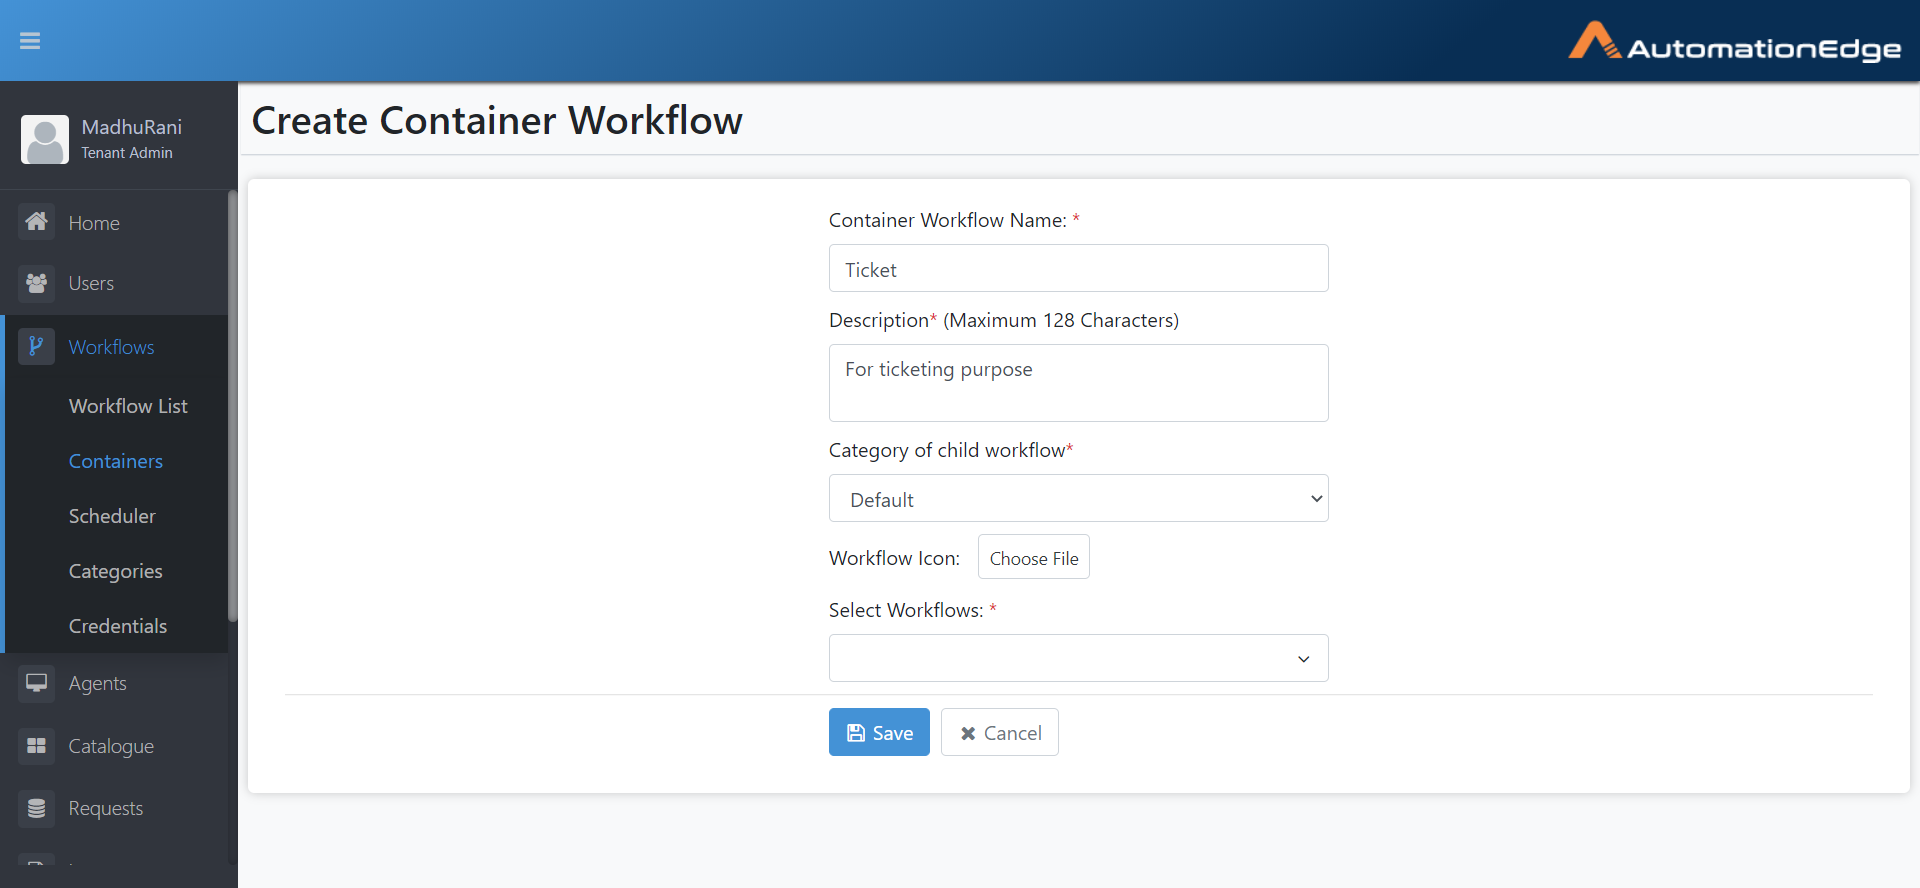 AutomationEdge
MadhuRani
Tenant Admin
Home
Users
Workflows
Workflow List
Containers
Scheduler
Categories
Credentials
Agents
Catalogue
Requests
Create Container Workflow
Container Workflow Name: *
Ticket
Description* (Maximum 128 Characters)
For ticketing purpose
Category of child workflow*
Default
Workflow Icon: Choose File
Select Workflows: *
Save Cancel